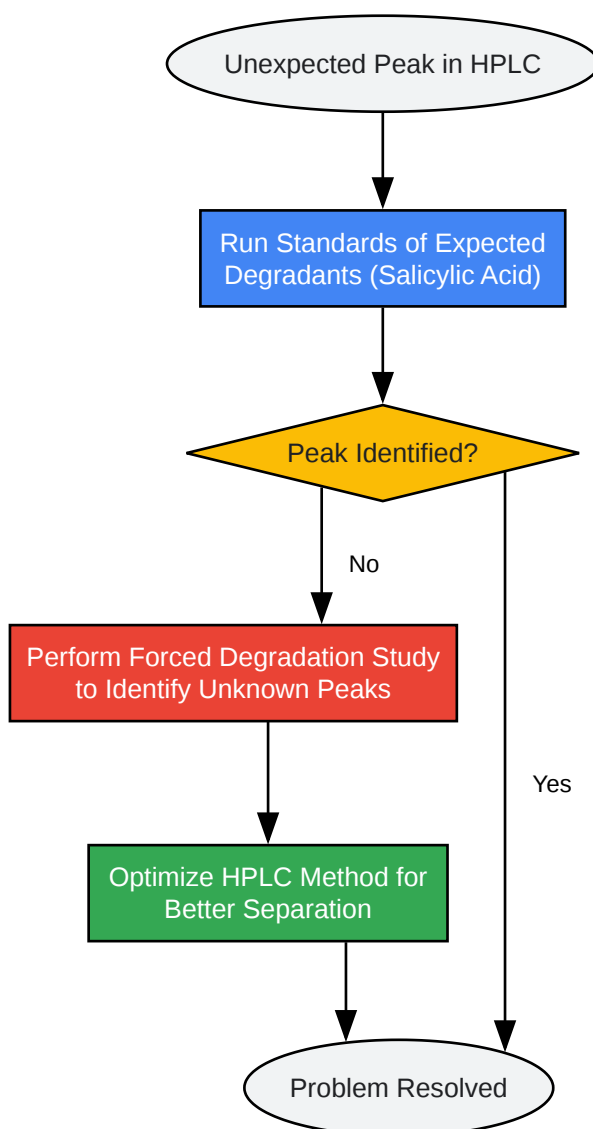 Unexpected Peak in HPLC
Run Standards of Expected
Degradants (Salicylic Acid)
Peak Identified?
No
Perform Forced Degradation Study
to Identify Unknown Peaks
Yes
Optimize HPLC Method for
Better Separation
Problem Resolved